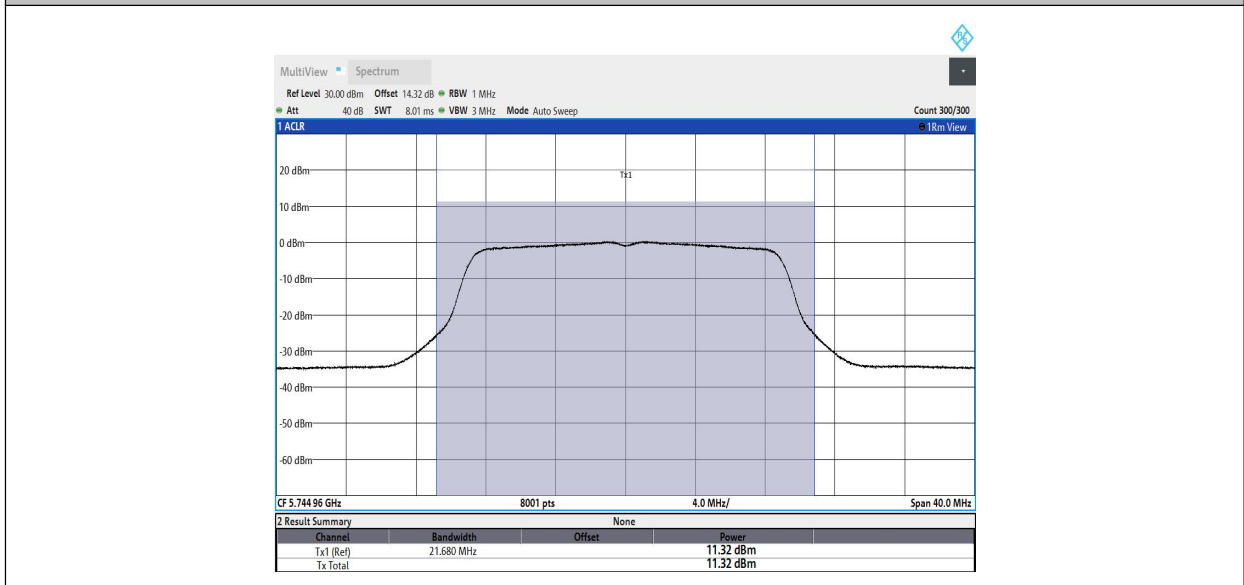 R S
MultiView Spectrum
Ref Level 30.00 dBm Offset 14.32 dB RBW 1 MHz
Att 40 dB SWT 8.01 ms VBW 3 MHz Mode Auto Sweep Count 300/300
1 ACLR 1Rm View
20 dBm
Tx1
10 dBm
0 dBm
-10 dBm
-20 dBm
-30 dBm
-40 dBm
-50 dBm
-60 dBm
CF 5.744 96 GHz 8001 pts 4.0 MHz/ Span 40.0 MHz
2 Result Summary None
Channel Bandwidth Offset Power
Tx1 (Ref) 21.680 MHz 11.32 dBm
Tx Total 11.32 dBm